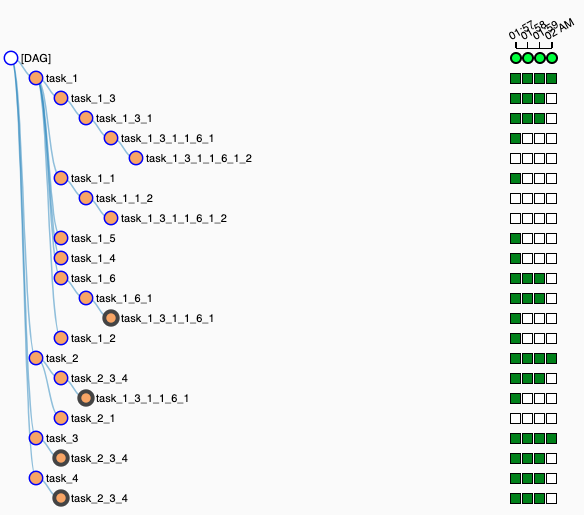 01:57
01:58
01:59
02 AM
[DAG]
task_1
task_1_3
task_1_3_1
task_1_3_1_1_6_1
task_1_3_1_1_6_1_2
task_1_1
task_1_1_2
task_1_3_1_1_6_1_2
task_1_5
task_1_4
task_1_6
task_1_6_1
task_1_3_1_1_6_1
task_1_2
task_2
task_2_3_4
task_1_3_1_1_6_1
task_2_1
task_3
task_2_3_4
task_4
task_2_3_4